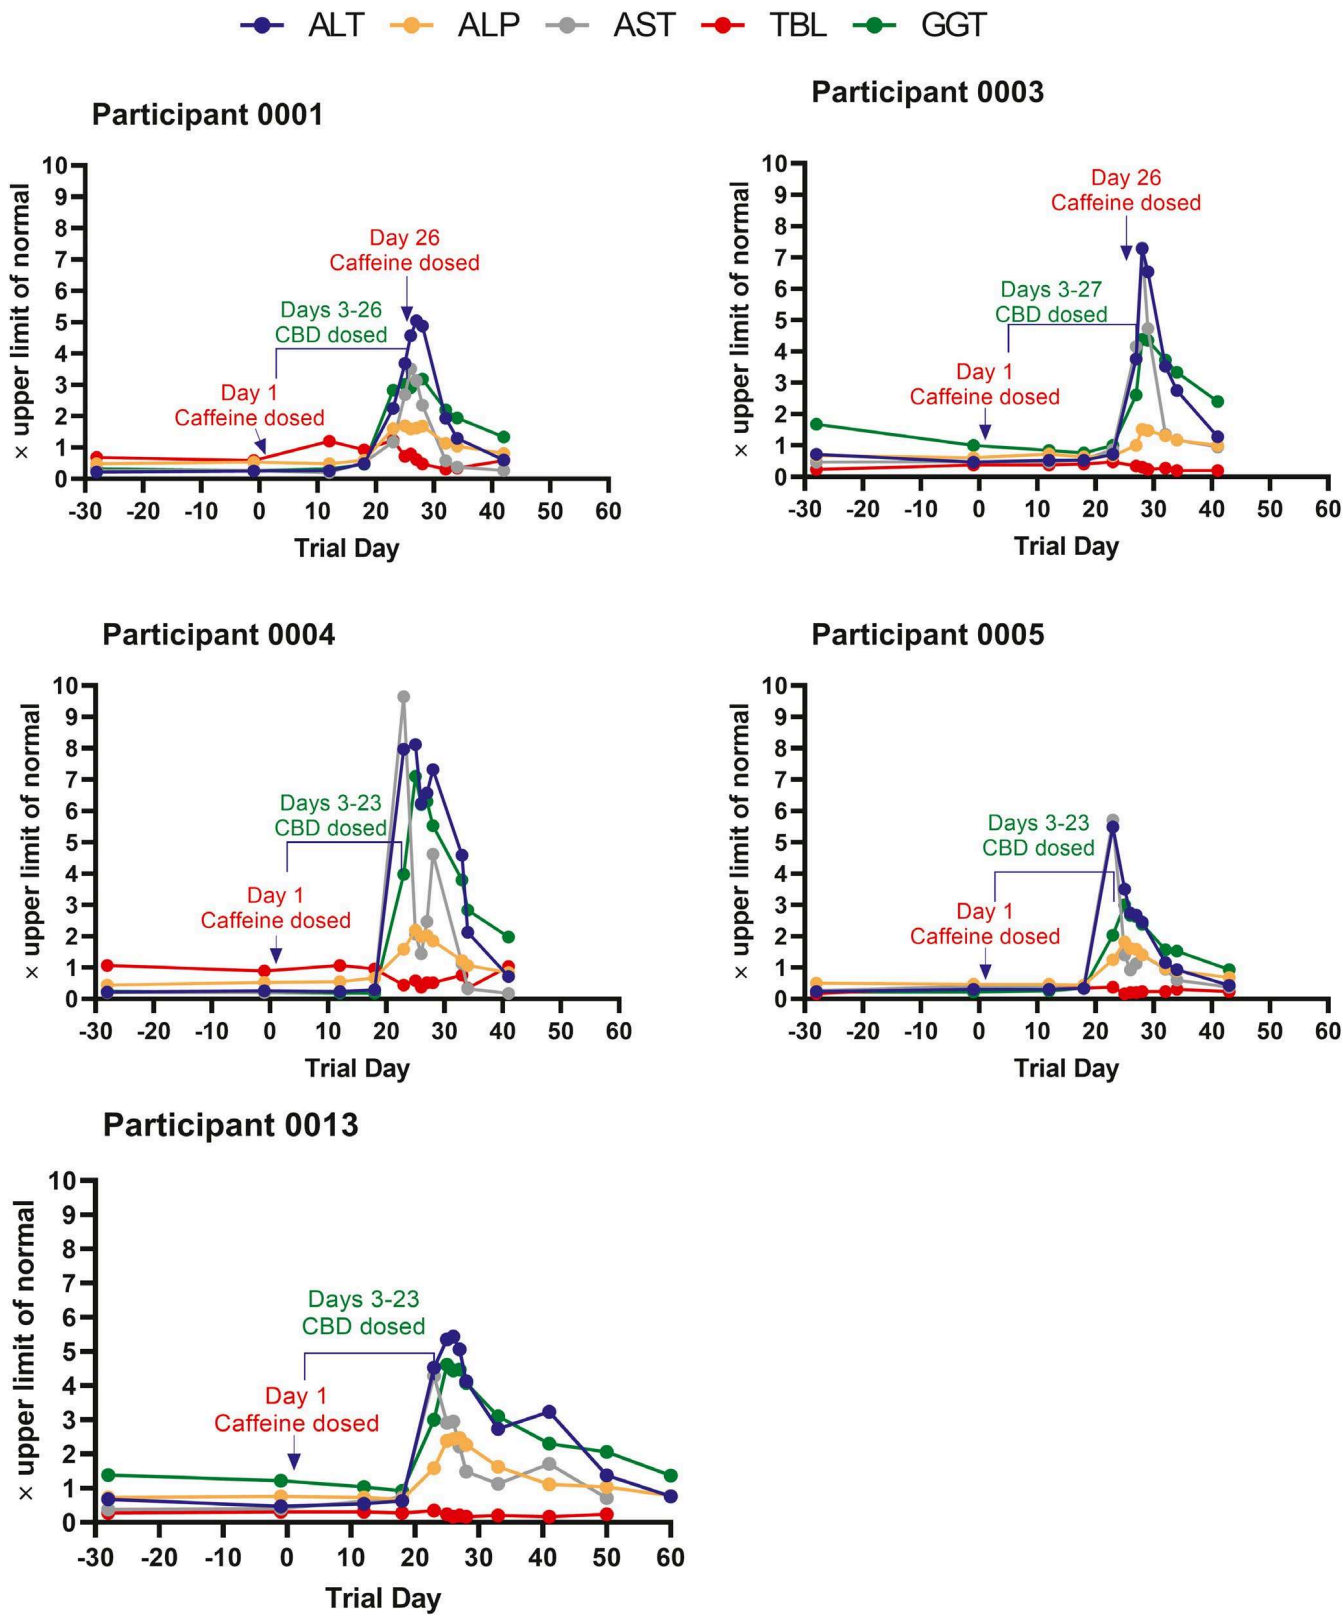 ALT ALP AST TBL GGT
Participant 0001
× upper limit of normal
10
9
8
7
6
5
4
3
2
1
0
Day 26
Caffeine dosed
Days 3-26
CBD dosed
Day 1
Caffeine dosed
-30 -20 -10 0 10 20 30 40 50 60
Trial Day
Participant 0003
× upper limit of normal
10
9
8
7
6
5
4
3
2
1
0
Day 26
Caffeine dosed
Days 3-27
CBD dosed
Day 1
Caffeine dosed
-30 -20 -10 0 10 20 30 40 50 60
Trial Day
Participant 0004
× upper limit of normal
10
9
8
7
6
5
4
3
2
1
0
Days 3-23
CBD dosed
Day 1
Caffeine dosed
-30 -20 -10 0 10 20 30 40 50 60
Trial Day
Participant 0005
× upper limit of normal
10
9
8
7
6
5
4
3
2
1
0
Days 3-23
CBD dosed
Day 1
Caffeine dosed
-30 -20 -10 0 10 20 30 40 50 60
Trial Day
Participant 0013
× upper limit of normal
10
9
8
7
6
5
4
3
2
1
0
Days 3-23
CBD dosed
Day 1
Caffeine dosed
-30 -20 -10 0 10 20 30 40 50 60
Trial Day